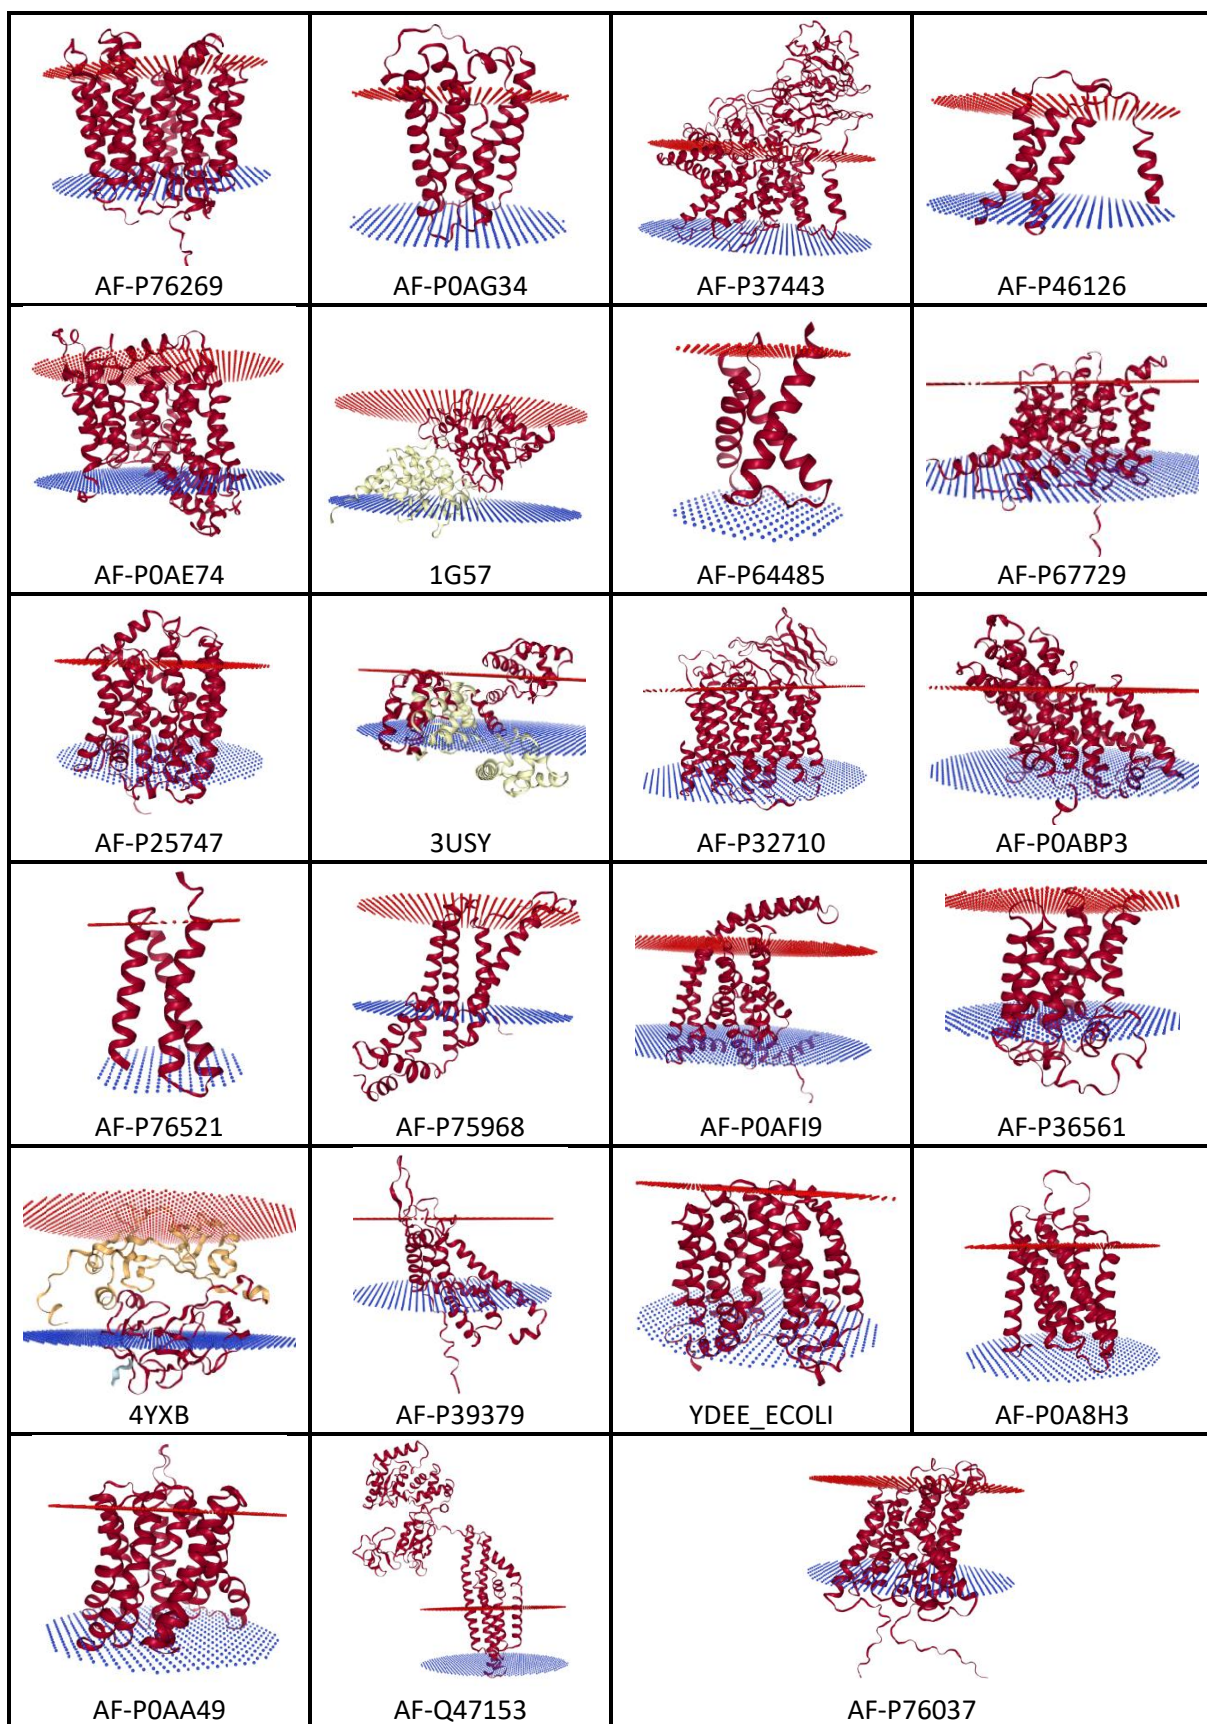 AF-P76269 AF-P0AG34 AF-P37443 AF-P46126
AF-P0AE74 1G57 AF-P64485 AF-P67729
AF-P25747 3USY AF-P32710 AF-P0ABP3
AF-P76521 AF-P75968 AF-P0AFI9 AF-P36561
4YXB AF-P39379 YDEE_ECOLI AF-P0A8H3
AF-P0AA49 AF-Q47153 AF-P76037